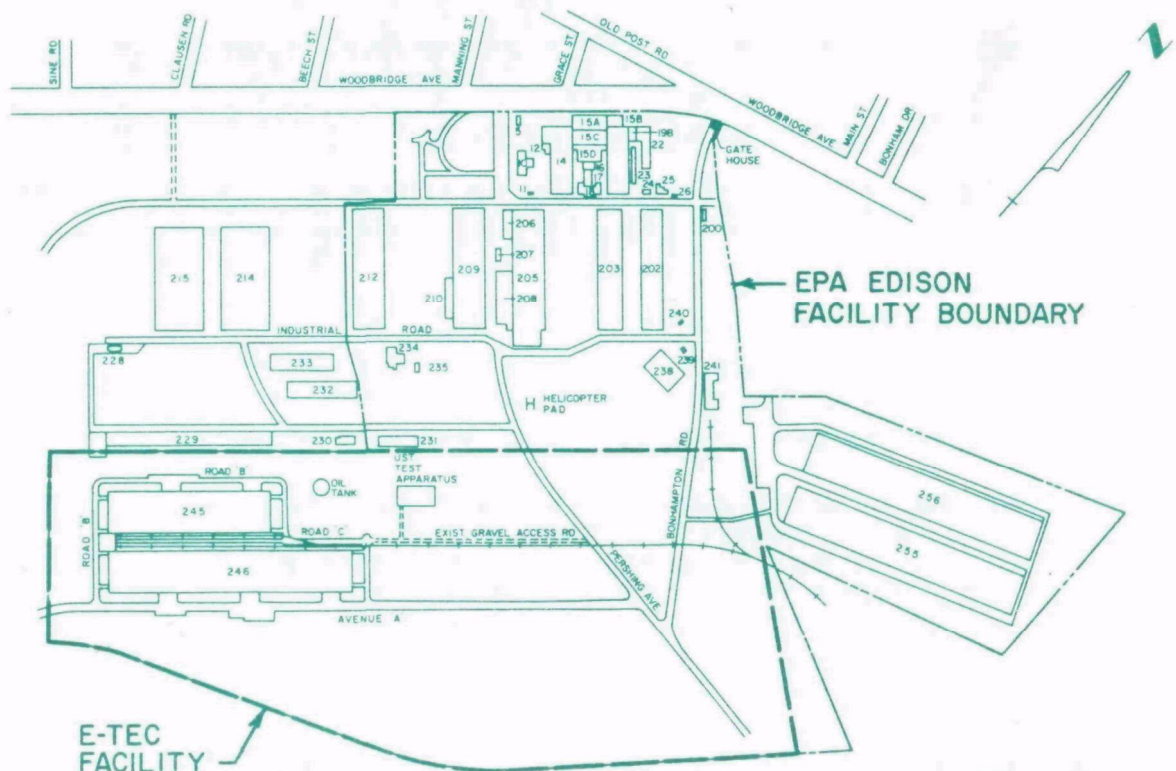 SINE RD
CLAUSEN RD
BEECH ST
MANNING ST
GRACE ST
OLD POST RD
WOODBRIDGE AVE
WOODBRIDGE AVE
MAIN ST
BONHAM DR
N
5
15A
15B
15C
19B
12
14
15D
22
GATE
HOUSE
23
24
25
26
11
200
206
207
205
208
215
214
212
209
210
203
202
240
EPA EDISON
FACILITY BOUNDARY
INDUSTRIAL ROAD
228
233
234
235
232
239
238
241
H
HELICOPTER
PAD
229
230
231
BONHAMPTON RD
UST
TEST
APPARATUS
ROAD "B"
OIL
TANK
256
255
245
ROAD "B"
ROAD "C"
EXIST GRAVEL ACCESS RD
246
PERSHING AVE
AVENUE A
E-TEC
FACILITY